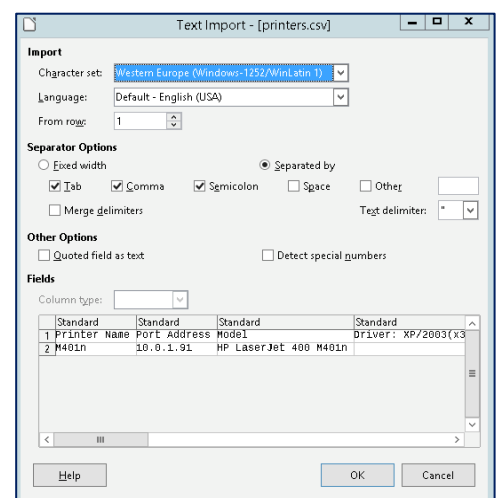 Text Import - [printers.csv]
Import
Character set: Western Europe (Windows-1252/WinLatin 1)
Language: Default - English (USA)
From row: 1
Separator Options
Fixed width Separated by
Tab Comma Semicolon Space Other
Merge delimiters Text delimiter: "
Other Options
Quoted field as text Detect special numbers
Fields
Column type:
Standard Standard Standard Standard
1 Printer Name Port Address Model Driver: XP/2003(x3
2 M401n 10.0.1.91 HP LaserJet 400 M401n
Help OK Cancel